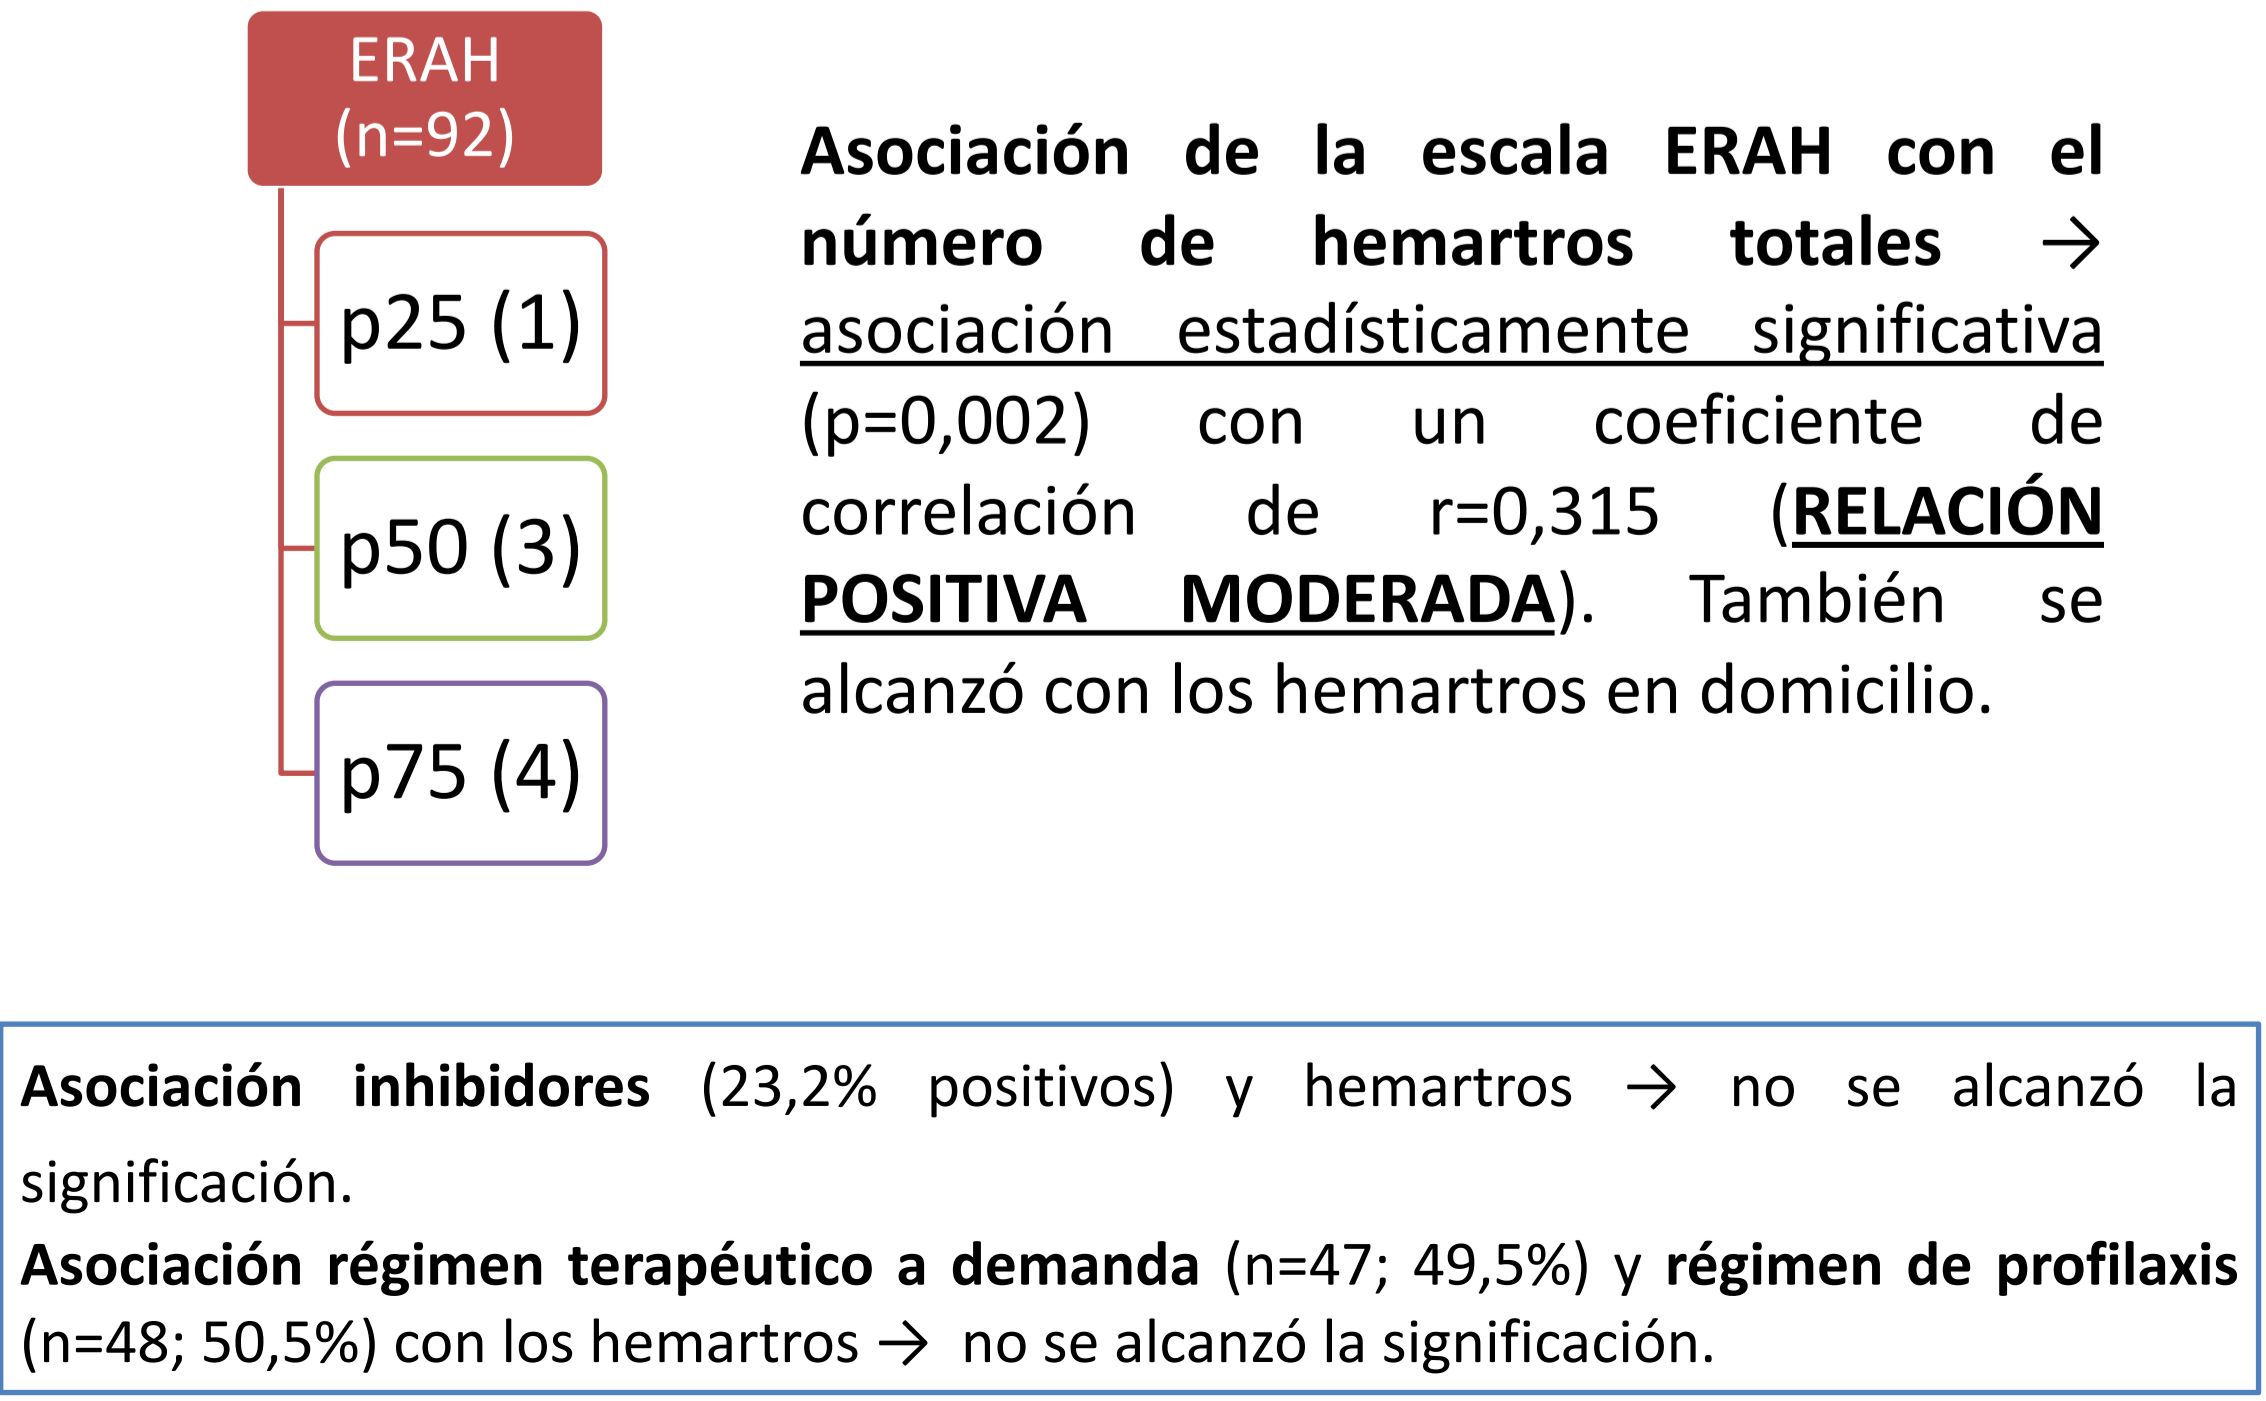 ERAH
(n=92)
p25 (1)
p50 (3)
p75 (4)
Asociación de la escala ERAH con el
número de hemartros totales →
asociación estadísticamente significativa
(p=0,002) con un coeficiente de
correlación de r=0,315 (RELACIÓN
POSITIVA MODERADA). También se
alcanzó con los hemartros en domicilio.
Asociación inhibidores (23,2% positivos) y hemartros → no se alcanzó la
significación.
Asociación régimen terapéutico a demanda (n=47; 49,5%) y régimen de profilaxis
(n=48; 50,5%) con los hemartros → no se alcanzó la significación.